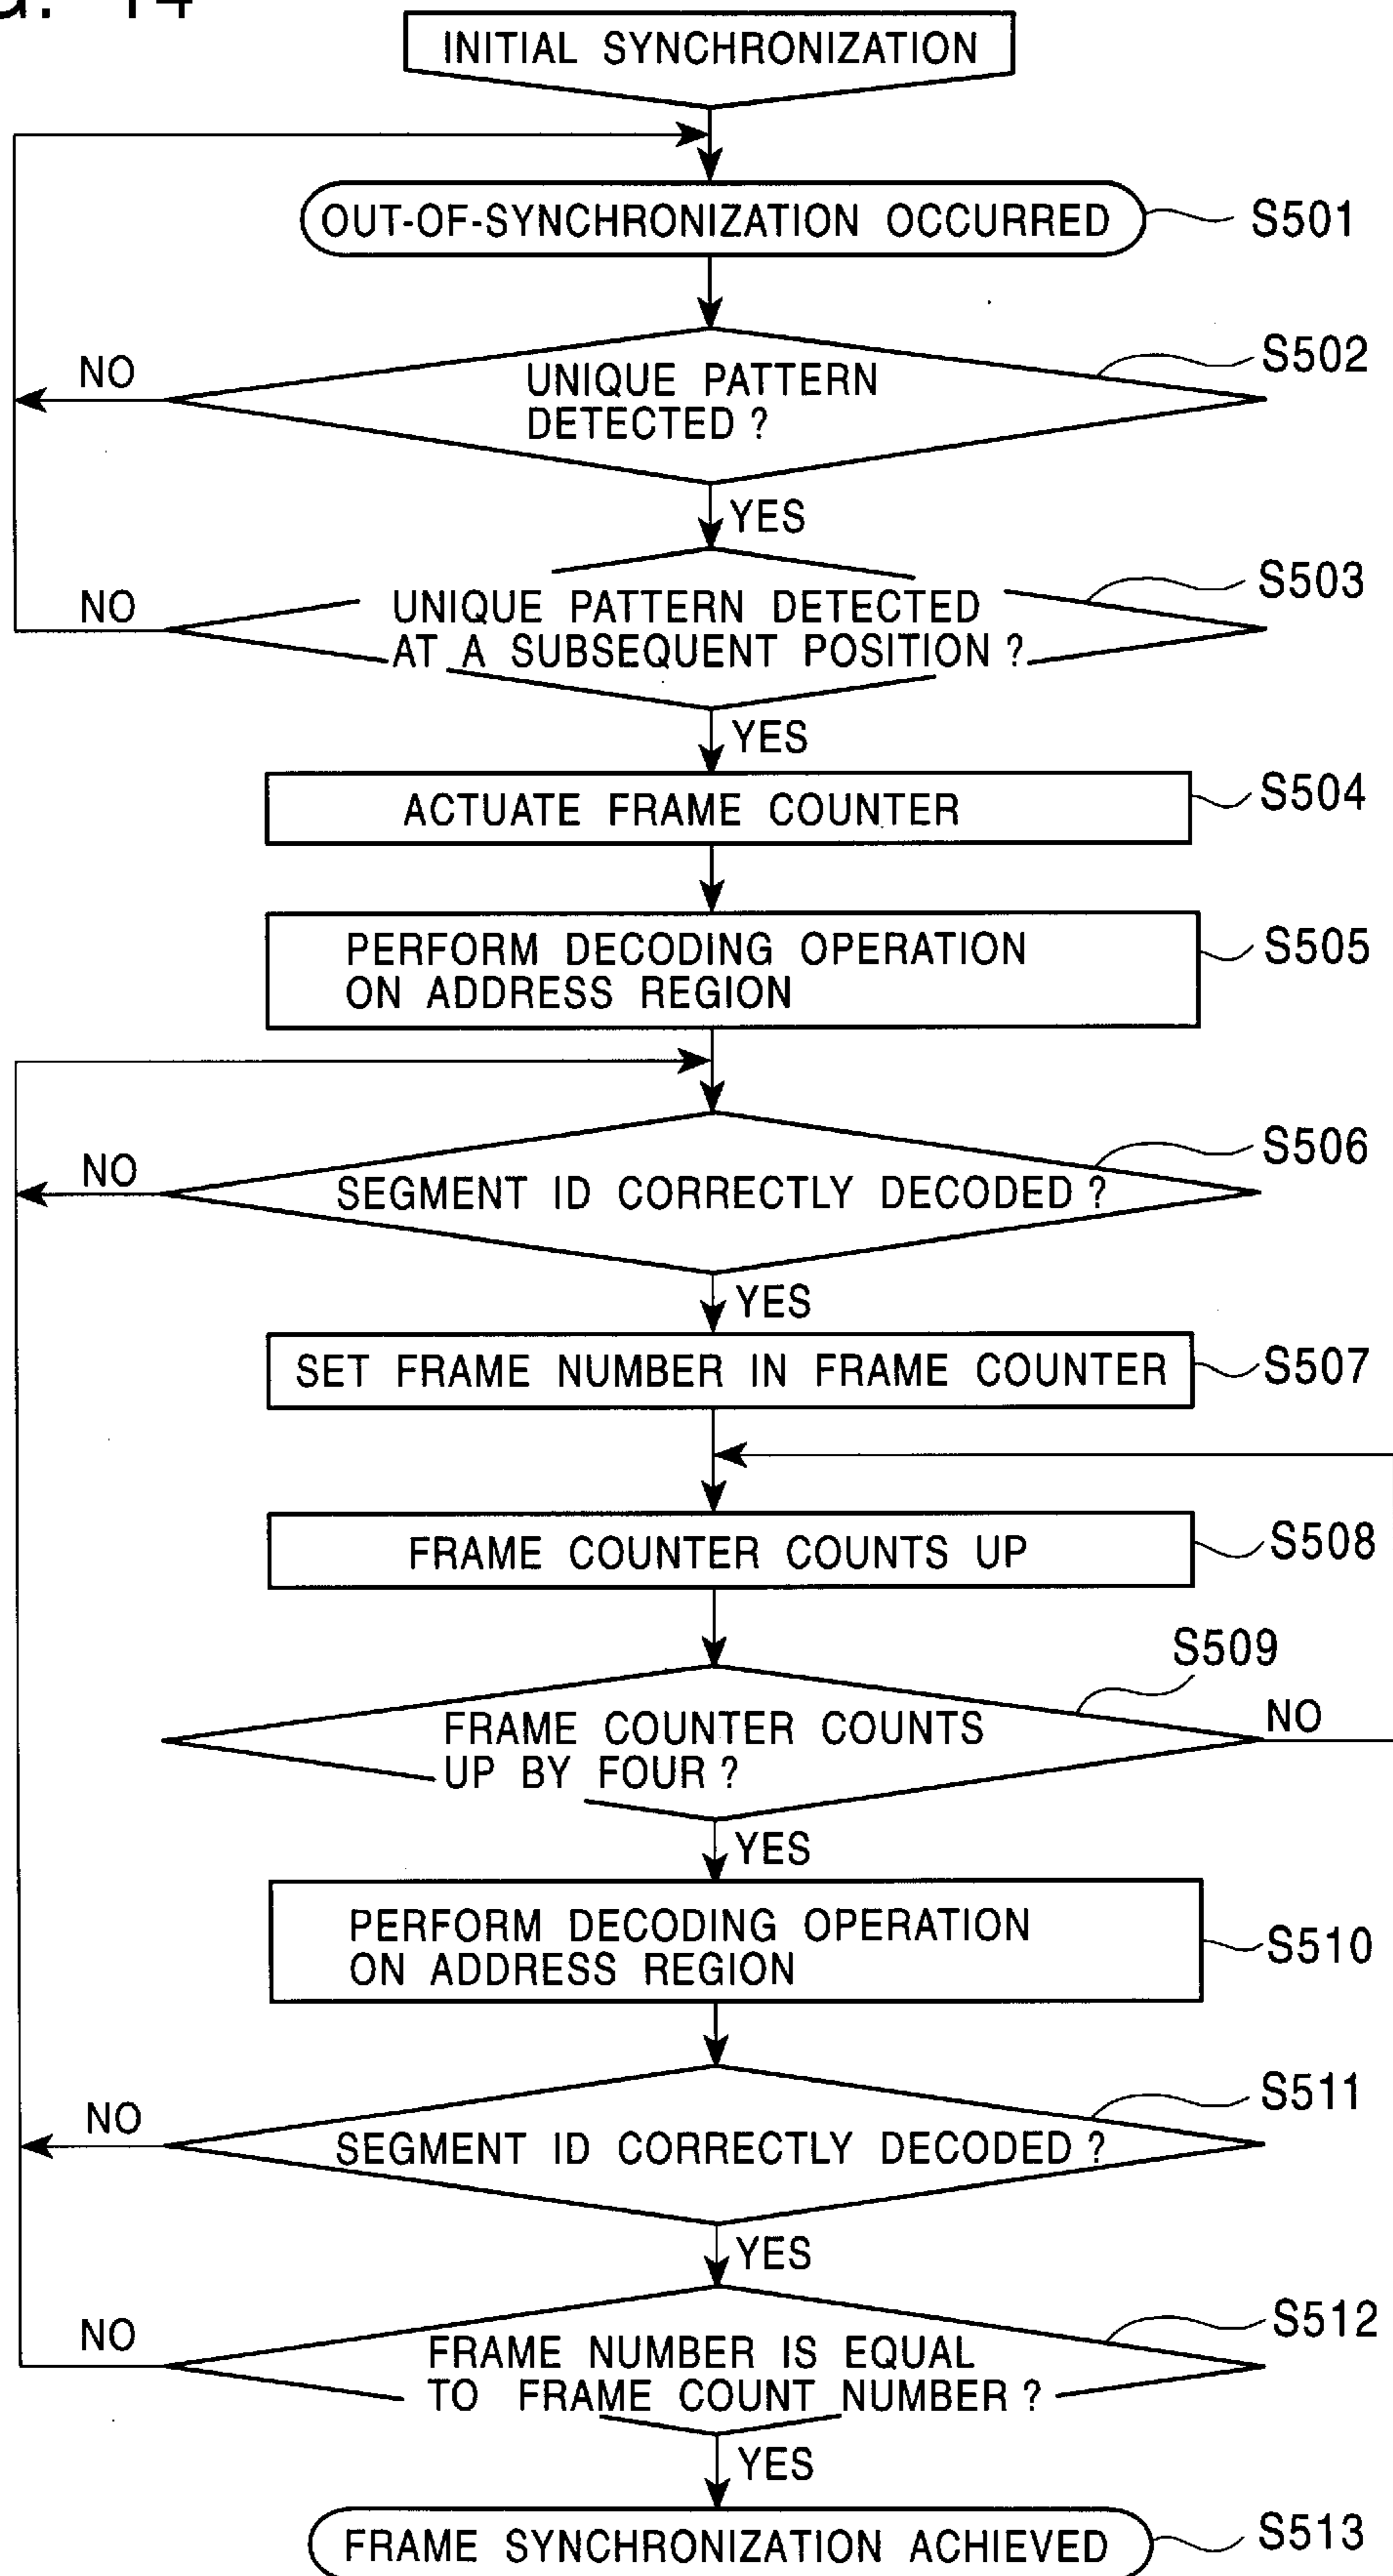 14
INITIAL SYNCHRONIZATION
OUT-OF-SYNCHRONIZATION OCCURRED
S501
S502
NO
UNIQUE PATTERN
DETECTED ?
YES
S503
NO
UNIQUE PATTERN DETECTED
AT A SUBSEQUENT POSITION ?
YES
ACTUATE FRAME COUNTER
S504
PERFORM DECODING OPERATION
ON ADDRESS REGION
S505
S506
NO
SEGMENT ID CORRECTLY DECODED ?
YES
SET FRAME NUMBER IN FRAME COUNTER
S507
FRAME COUNTER COUNTS UP
S508
S509
FRAME COUNTER COUNTS
UP BY FOUR ?
NO
YES
PERFORM DECODING OPERATION
ON ADDRESS REGION
S510
S511
NO
SEGMENT ID CORRECTLY DECODED ?
YES
S512
NO
FRAME NUMBER IS EQUAL
TO FRAME COUNT NUMBER ?
YES
FRAME SYNCHRONIZATION ACHIEVED
S513